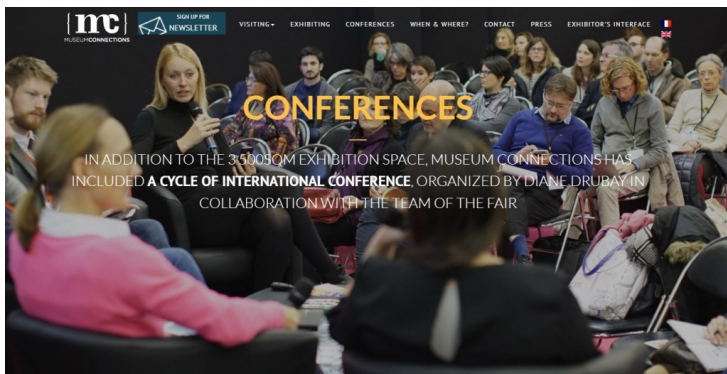 {mc}
MUSEUMCONNECTIONS
SIGN UP FOR
NEWSLETTER
VISITING
EXHIBITING
CONFERENCES
WHEN & WHERE?
CONTACT
PRESS
EXHIBITOR'S INTERFACE
CONFERENCES
IN ADDITION TO THE 3'500SQM EXHIBITION SPACE, MUSEUM CONNECTIONS HAS
INCLUDED A CYCLE OF INTERNATIONAL CONFERENCE, ORGANIZED BY DIANE DRUBAY IN
COLLABORATION WITH THE TEAM OF THE FAIR